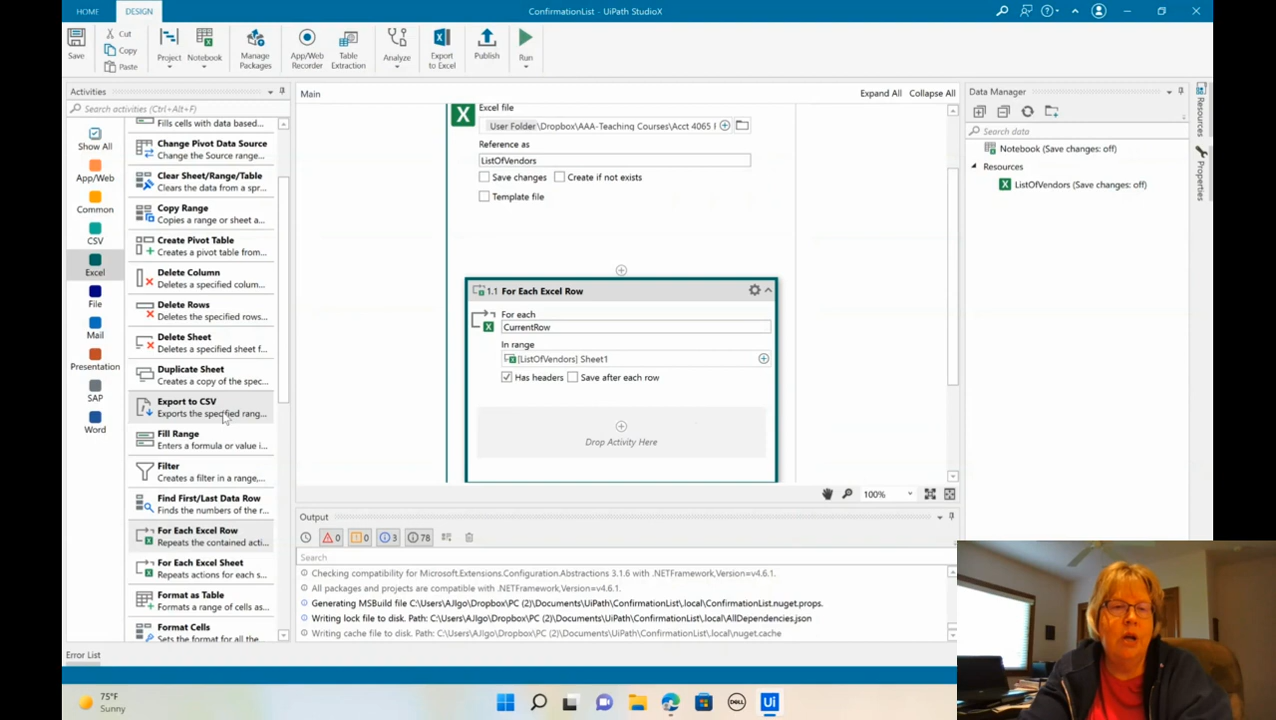 HOME
DESIGN
ConfirmationList - UiPath StudioX
Save
Cut
Copy
Paste
Project
Notebook
Manage
Packages
App/Web
Recorder
Table
Extraction
Analyze
Export
to Excel
Publish
Run
Activities
Search activities (Ctrl+Alt+F)
Show All
App/Web
Common
CSV
Excel
File
Mail
Presentation
SAP
Word
Fills cells with data based...
Change Pivot Data Source
Change the Source range...
Clear Sheet/Range/Table
Clears the data from a spr...
Copy Range
Copies a range or sheet a...
Create Pivot Table
Creates a pivot table from...
Delete Column
Deletes a specified colum...
Delete Rows
Deletes the specified rows...
Delete Sheet
Deletes a specified sheet f...
Duplicate Sheet
Creates a copy of the spec...
Export to CSV
Exports the specified rang...
Fill Range
Enters a formula or value i...
Filter
Creates a filter in a range,...
Find First/Last Data Row
Finds the numbers of the r...
For Each Excel Row
Repeats the contained acti...
For Each Excel Sheet
Repeats actions for each s...
Format as Table
Formats a range of cells as...
Format Cells
Sets the format for all the
Main
Expand All Collapse All
Excel file
User Folder\Dropbox\AAA-Teaching Courses\Acct 4065 I
Reference as
ListOfVendors
Save changes
Create if not exists
Template file
1.1 For Each Excel Row
For each
CurrentRow
In range
[ListOfVendors] Sheet1
Has headers
Save after each row
Drop Activity Here
100%
Output
0
0
3
78
Search
Checking compatibility for Microsoft.Extensions.Configuration.Abstractions 3.1.6 with .NETFramework,Version=v4.6.1.
All packages and projects are compatible with .NETFramework,Version=v4.6.1.
Generating MSBuild file C:\Users\AJIgo\Dropbox\PC (2)\Documents\UiPath\ConfirmationList\.local\ConfirmationList.nuget.props.
Writing lock file to disk. Path: C:\Users\AJIgo\Dropbox\PC (2)\Documents\UiPath\ConfirmationList\.local\AllDependencies.json
Writing cache file to disk. Path: C:\Users\AJIgo\Dropbox\PC (2)\Documents\UiPath\ConfirmationList\.local\nuget.cache
Data Manager
Search data
Notebook (Save changes: off)
Resources
ListOfVendors (Save changes: off)
Resources
Properties
Error List
75°F
Sunny
DELL
Ui